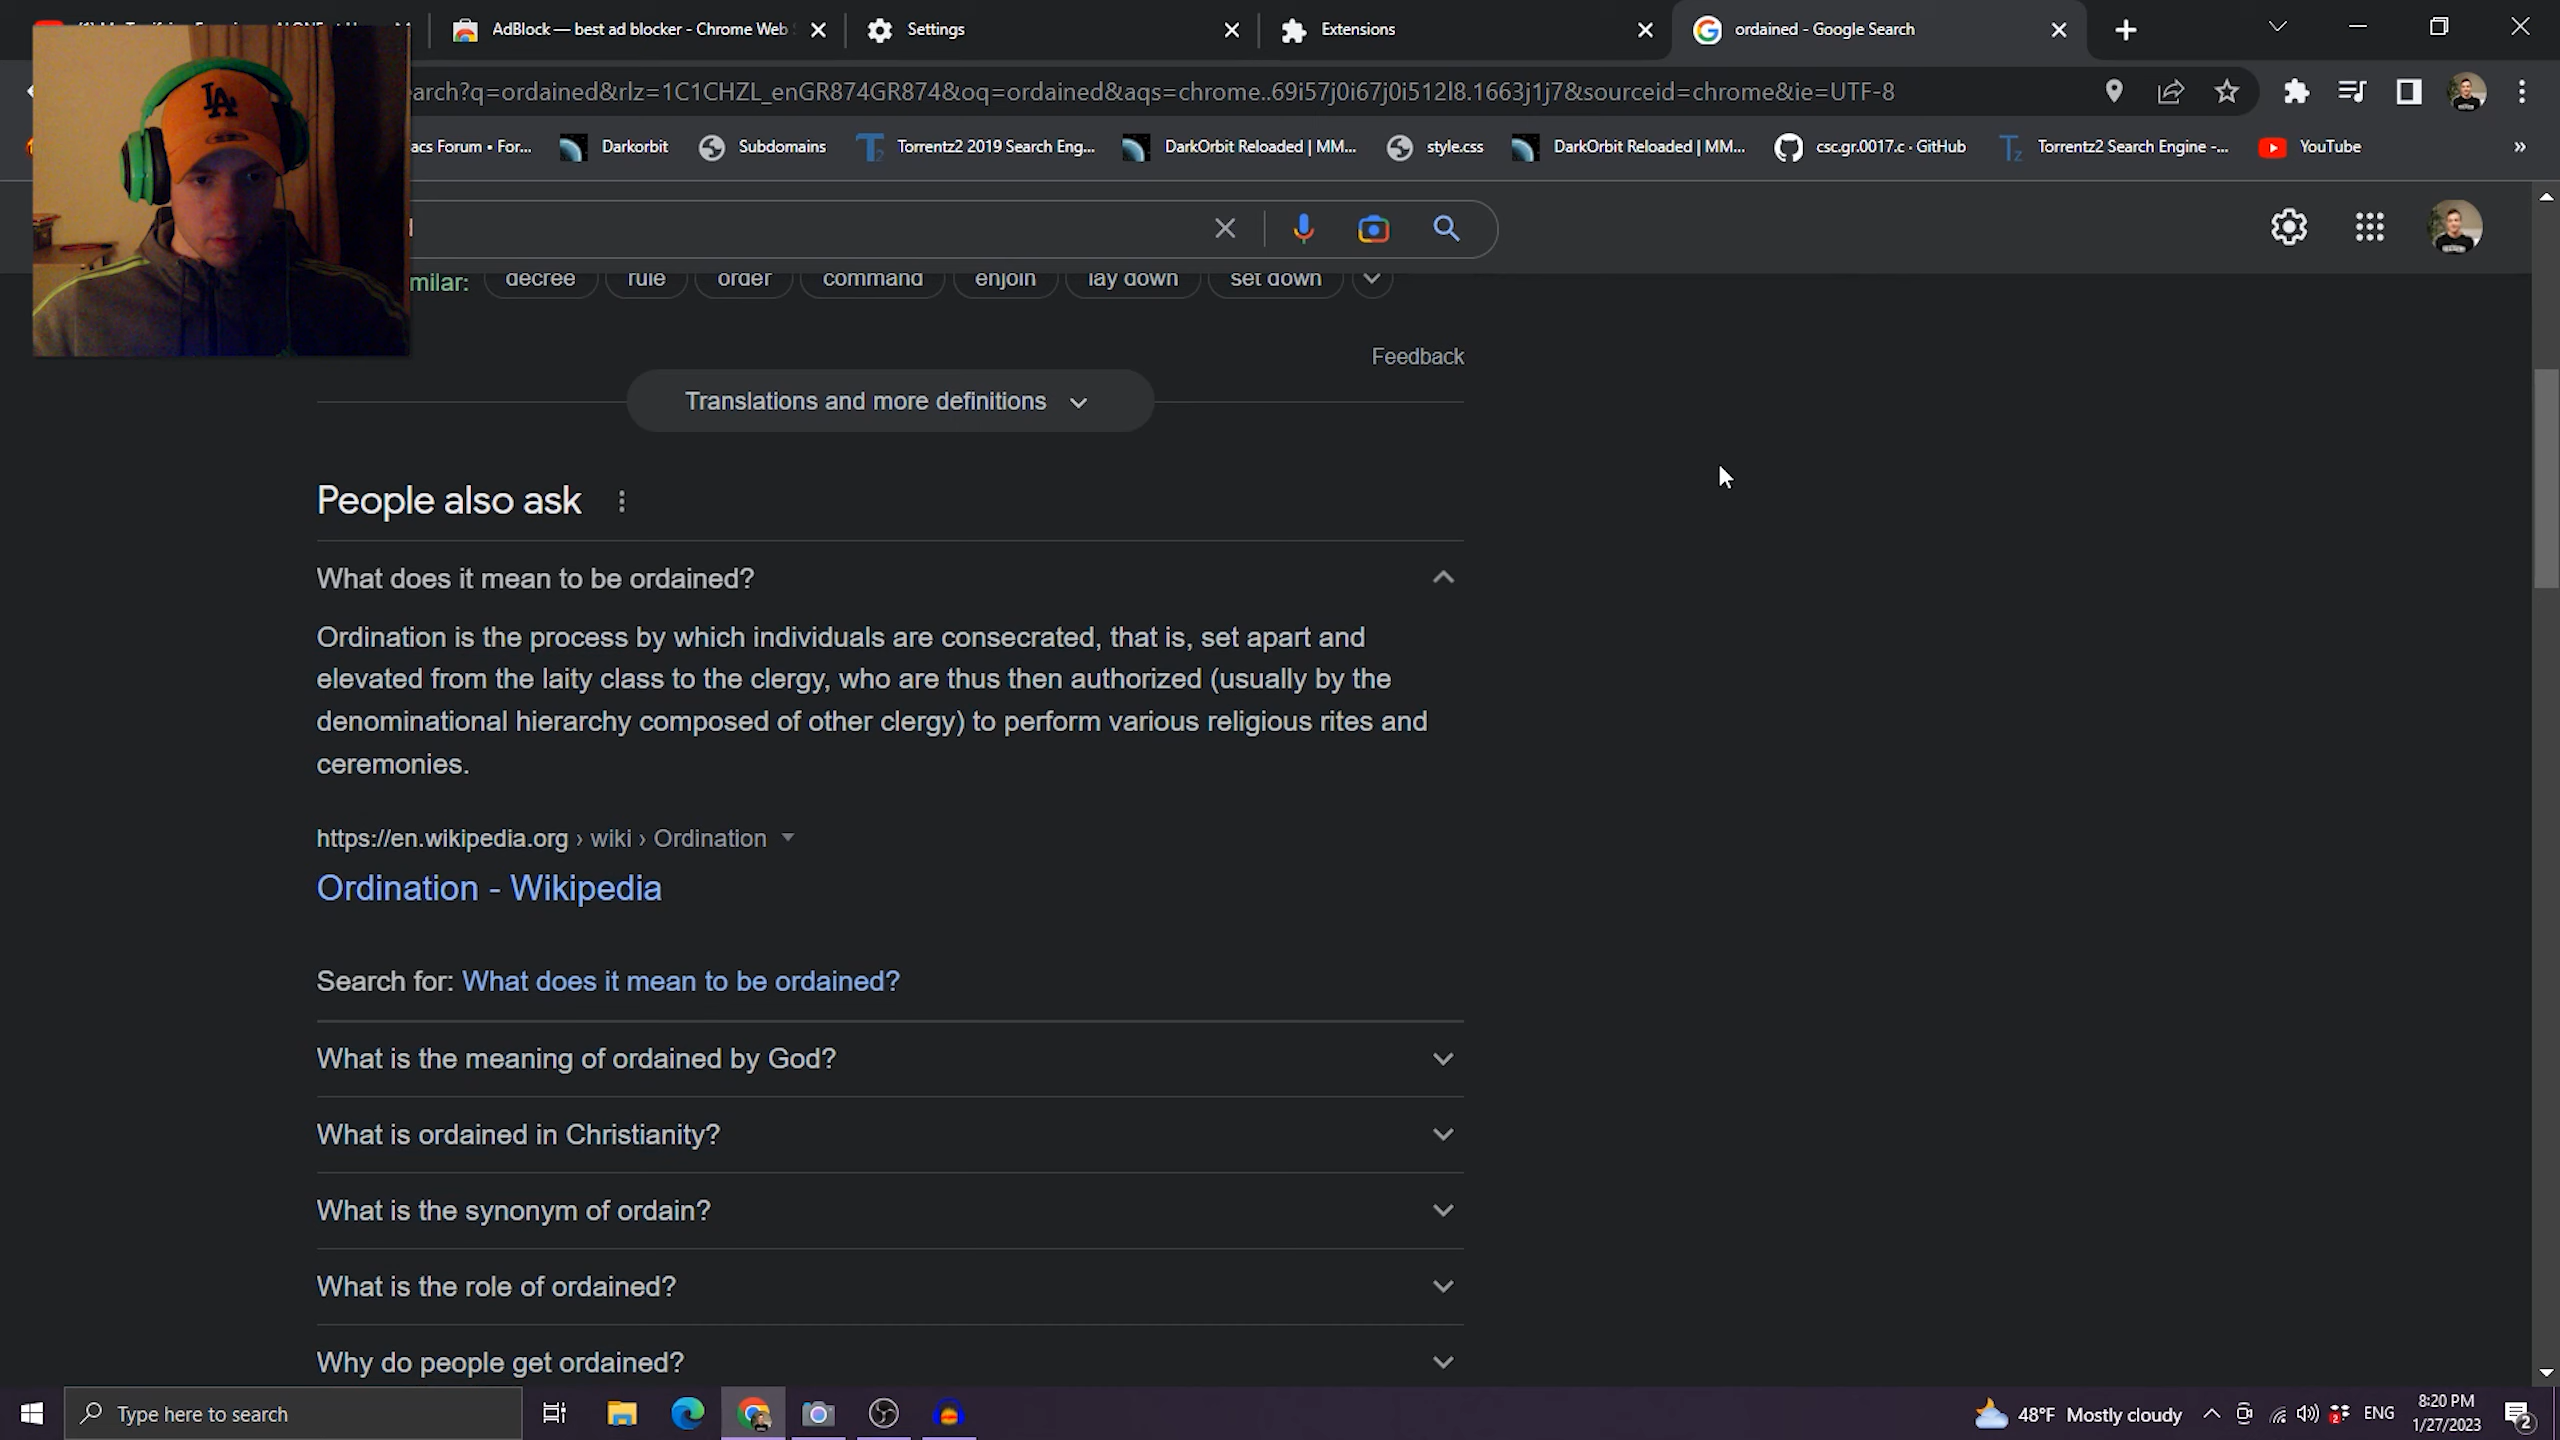 AdBlock — best ad blocker - Chrome Web
Settings
Extensions
ordained - Google Search
earch?q=ordained&rlz=1C1CHZL_enGR874GR874&oq=ordained&aqs=chrome..69i57j0i67j0i512l8.1663j1j7&sourceid=chrome&ie=UTF-8
acs Forum • For...
Darkorbit
Subdomains
Torrentz2 2019 Search Eng...
DarkOrbit Reloaded | MM...
style.css
DarkOrbit Reloaded | MM...
csc.gr.0017.c · GitHub
Torrentz2 Search Engine -...
YouTube
»
LA
milar:
decree
rule
order
command
enjoin
lay down
set down
Feedback
Translations and more definitions
People also ask
What does it mean to be ordained?
Ordination is the process by which individuals are consecrated, that is, set apart and
elevated from the laity class to the clergy, who are thus then authorized (usually by the
denominational hierarchy composed of other clergy) to perform various religious rites and
ceremonies.
https://en.wikipedia.org › wiki › Ordination
Ordination - Wikipedia
Search for: What does it mean to be ordained?
What is the meaning of ordained by God?
What is ordained in Christianity?
What is the synonym of ordain?
What is the role of ordained?
Why do people get ordained?
Type here to search
48°F Mostly cloudy
ENG
8:20 PM
1/27/2023
2